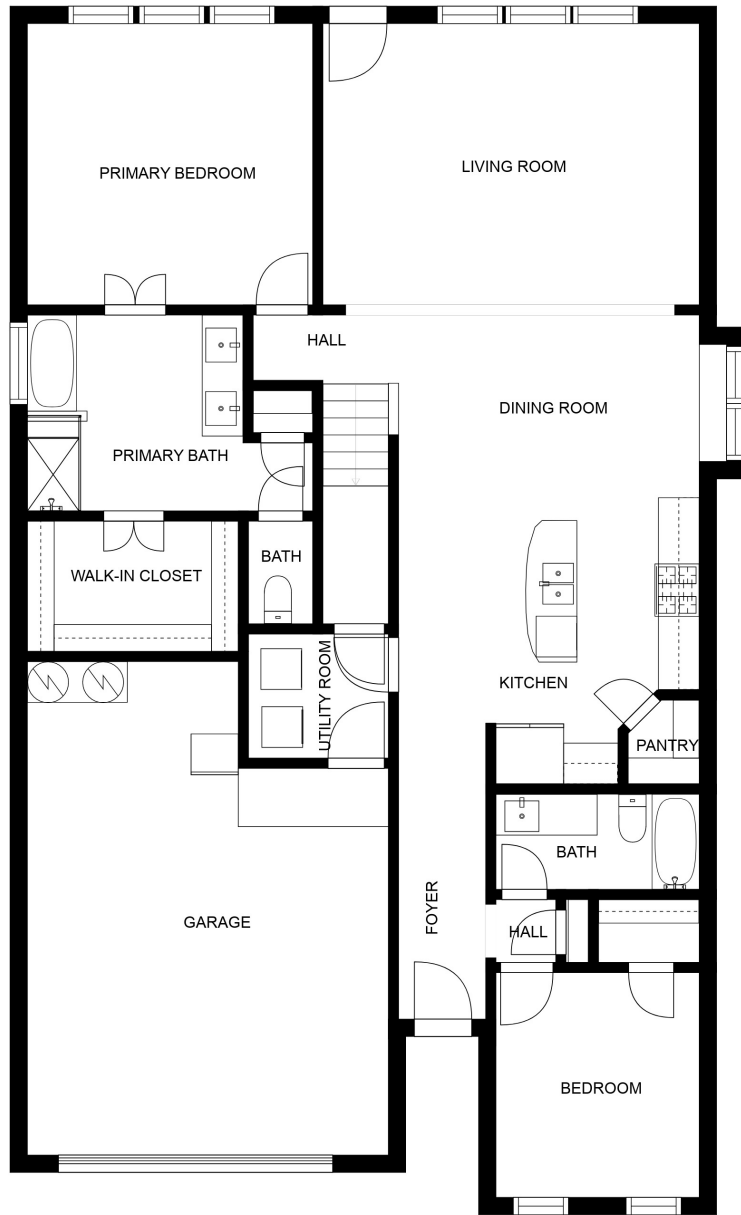 PRIMARY BEDROOM
LIVING ROOM
HALL
DINING ROOM
PRIMARY BATH
BATH
WALK-IN CLOSET
UTILITY ROOM
KITCHEN
PANTRY
BATH
FOYER
GARAGE
HALL
BEDROOM